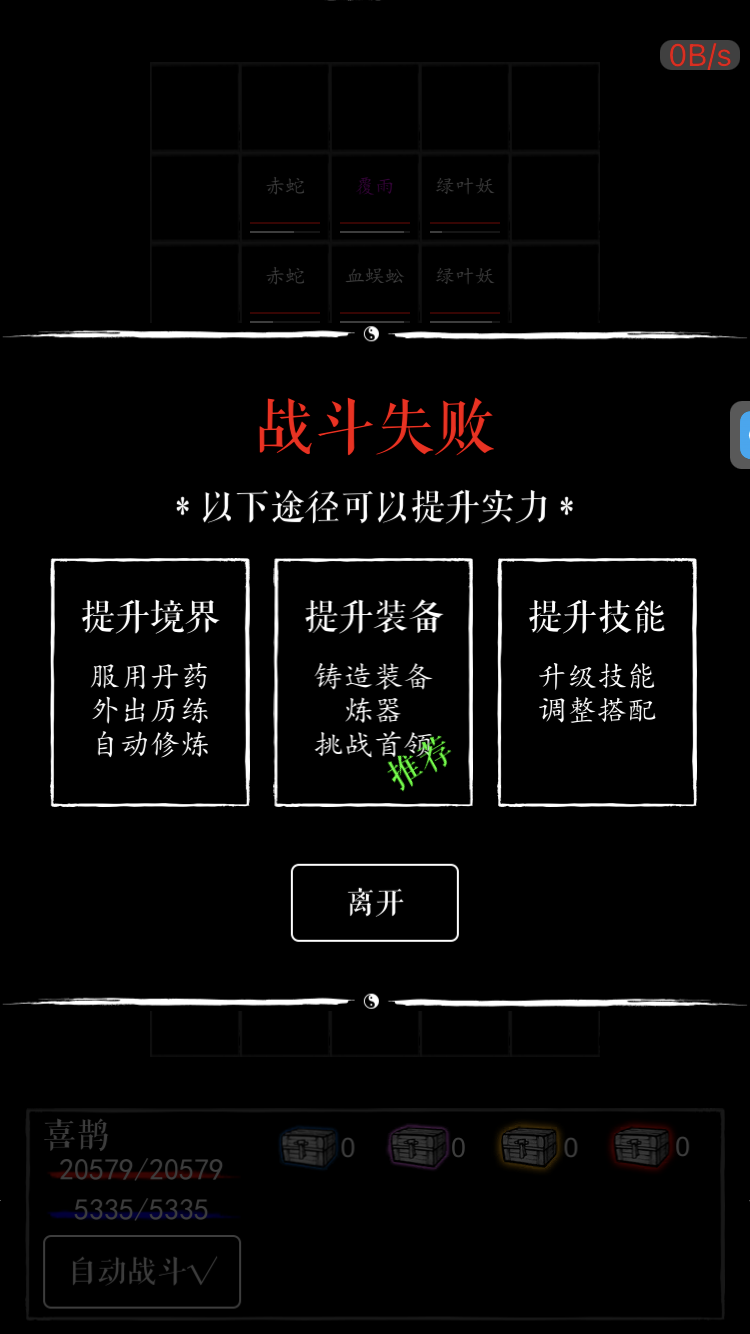 0B/s
赤蛇 覆雨 绿叶妖
赤蛇 血蜈蚣 绿叶妖
战斗失败
*以下途径可以提升实力*
提升境界
服用丹药
外出历练
自动修炼
提升装备
铸造装备
炼器
挑战首领
推荐
提升技能
升级技能
调整搭配
离开
喜鹊
20579/20579
5335/5335
0 0 0 0
自动战斗√